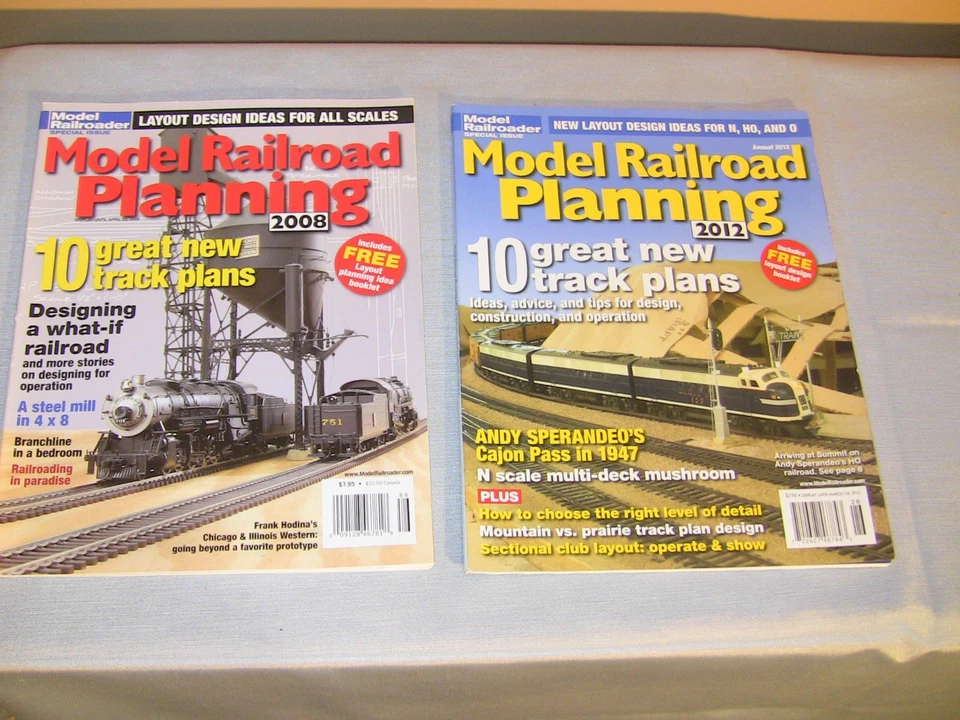 Model
Railroader
SPECIAL ISSUE
LAYOUT DESIGN IDEAS FOR ALL SCALES
Model Railroad
Planning
2008
10 great new
track plans
Includes
FREE
Layout
planning idea
booklet
Designing
a what-if
railroad
and more stories
on designing for
operation
A steel mill
in 4 x 8
Branchline
in a bedroom
Railroading
in paradise
751
www.ModelRailroader.com
$7.95 • $10.50 Canada
Frank Hodina's
Chicago & Illinois Western:
going beyond a favorite prototype
Model
Railroader
SPECIAL ISSUE
NEW LAYOUT DESIGN IDEAS FOR N, HO, AND O
Annual 2012
Model Railroad
Planning
2012
10 great new
track plans
Includes
FREE
layout design
booklet
Ideas, advice, and tips for design,
construction, and operation
ANDY SPERANDEO'S
Cajon Pass in 1947
N scale multi-deck mushroom
Arriving at Summit on
Andy Sperandeo's HO
railroad. See page 8
www.ModelRailroader.com
PLUS
How to choose the right level of detail
Mountain vs. prairie track plan design
Sectional club layout: operate & show